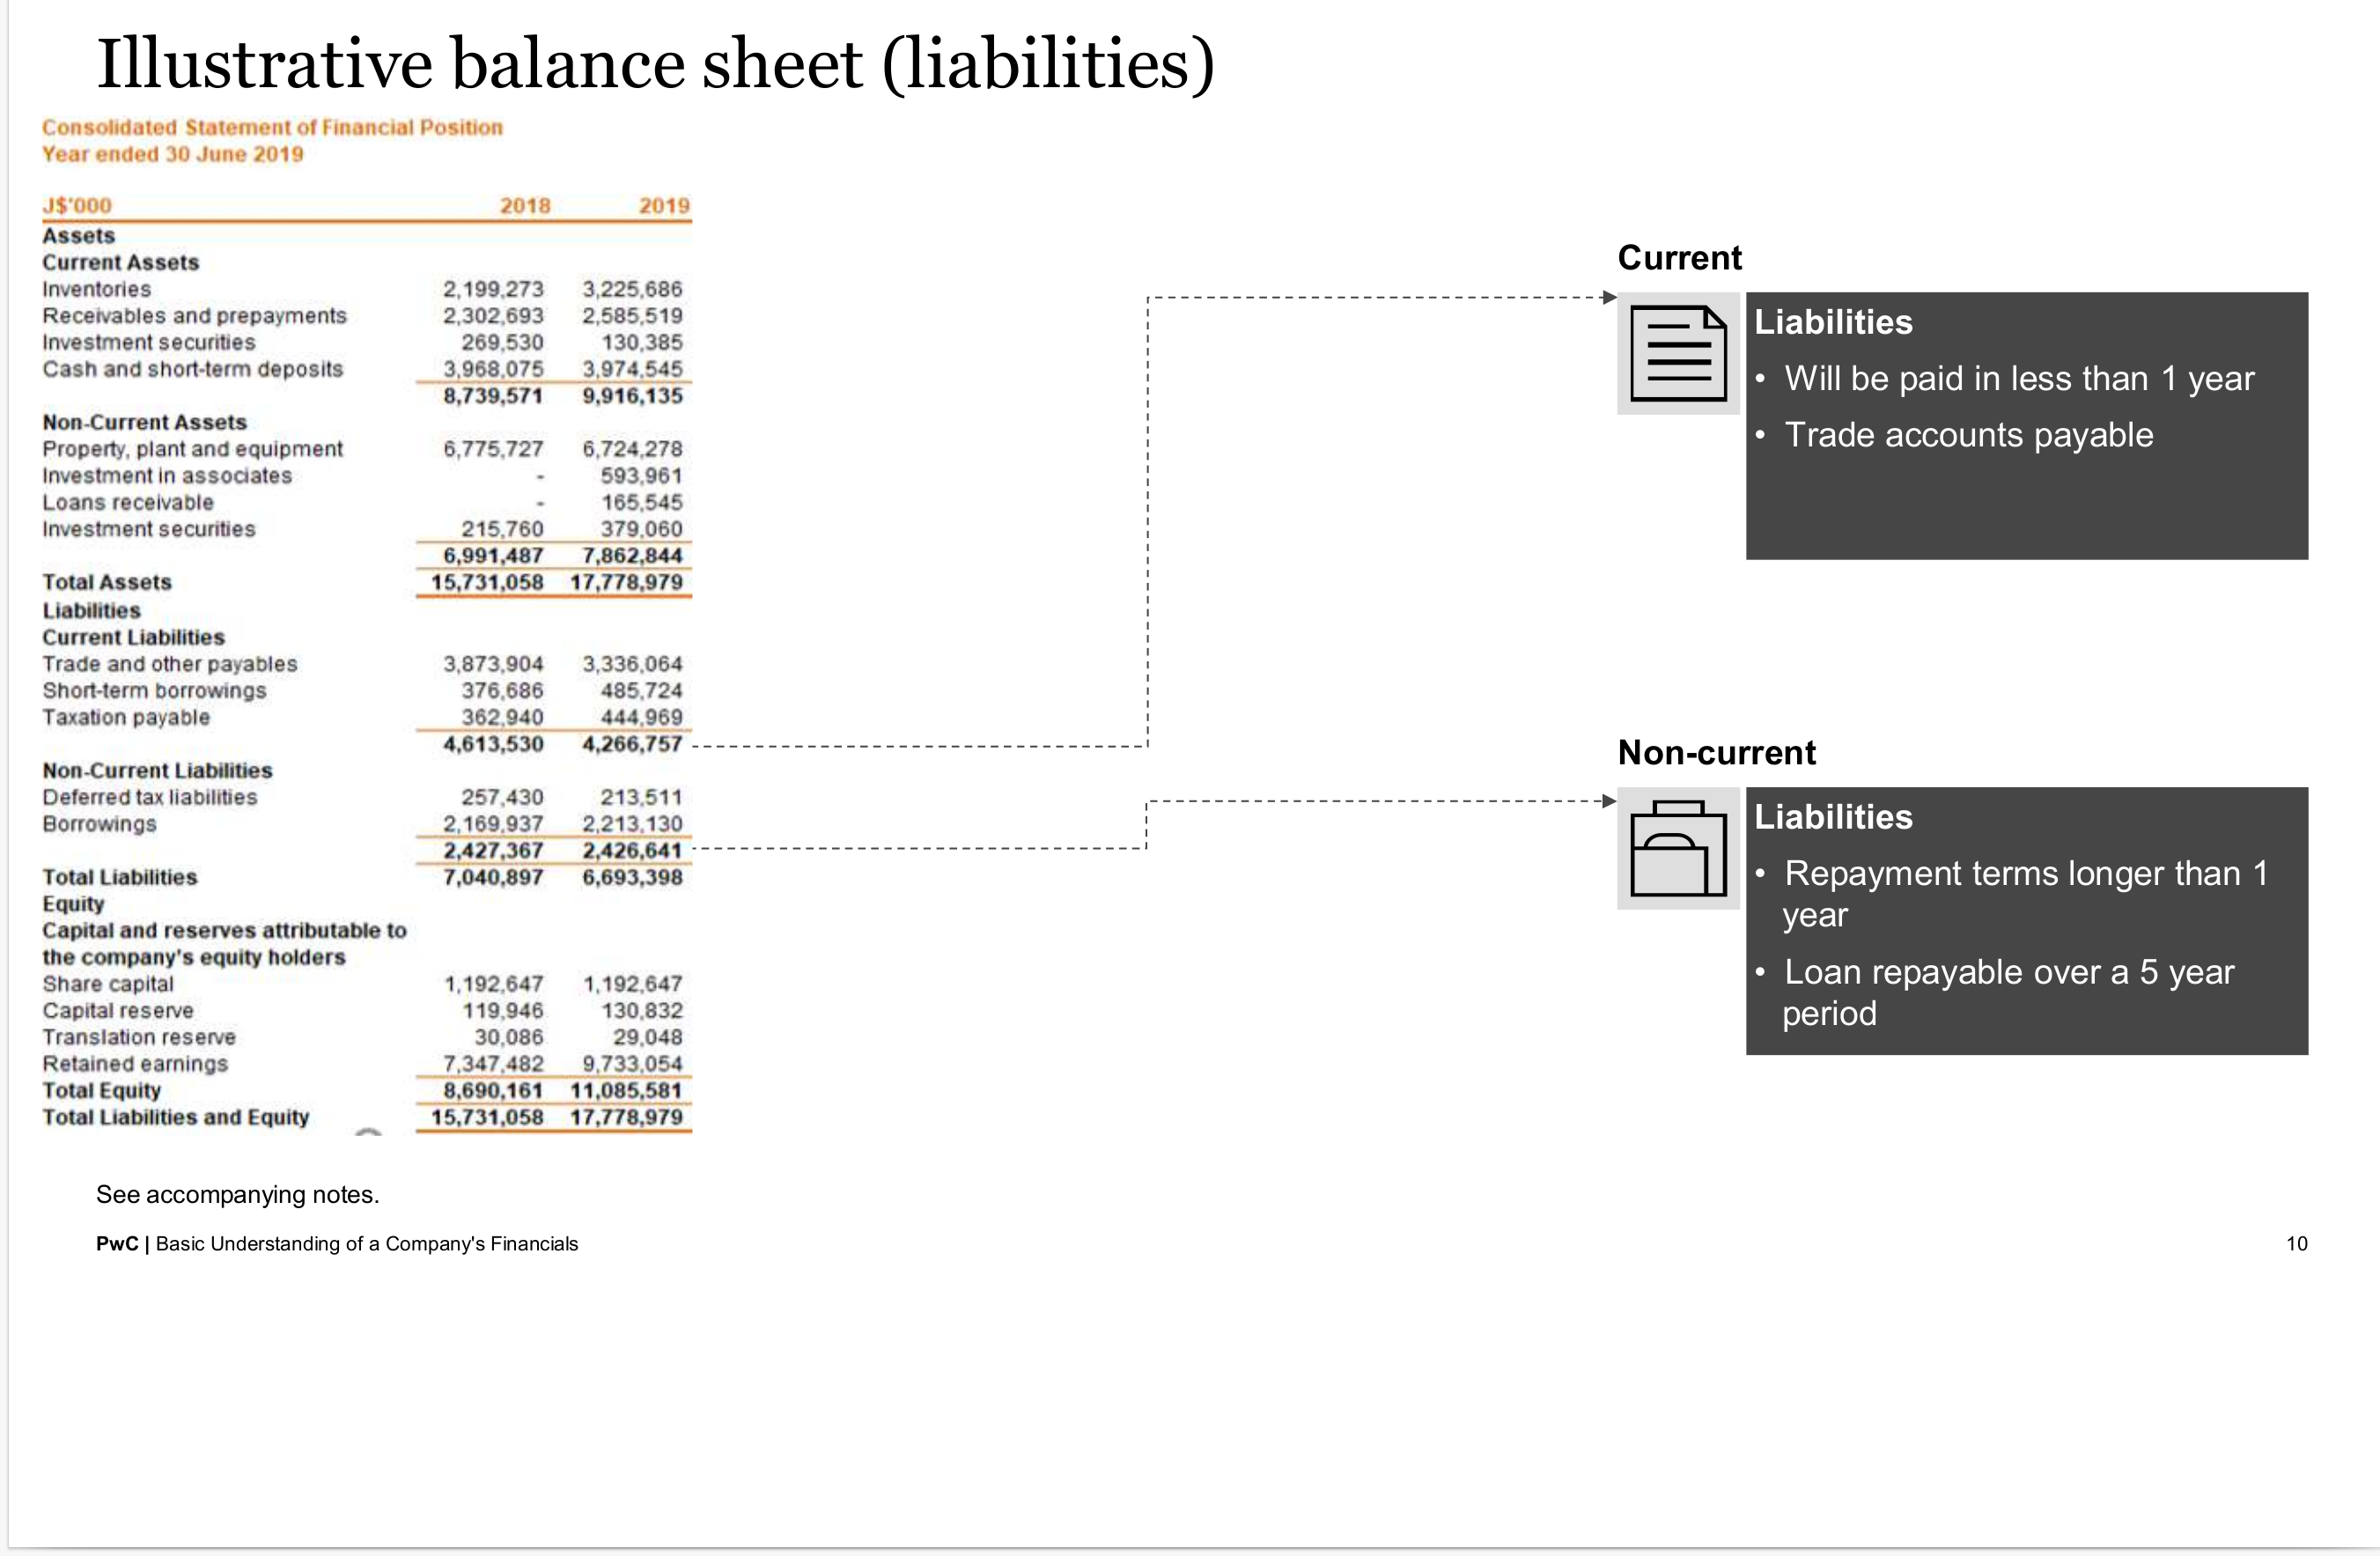 Illustrative balance sheet (liabilities)
Consolidated Statement of Financial Position
Year ended 30 June 2019
J$'000 2018 2019
Assets
Current Assets
Inventories 2,199,273 3,225,686
Receivables and prepayments 2,302,693 2,585,519
Investment securities 269,530 130,385
Cash and short-term deposits 3,968,075 3,974,545
8,739,571 9,916,135
Non-Current Assets
Property, plant and equipment 6,775,727 6,724,278
Investment in associates - 593,961
Loans receivable - 165,545
Investment securities 215,760 379,060
6,991,487 7,862,844
Total Assets 15,731,058 17,778,979
Liabilities
Current Liabilities
Trade and other payables 3,873,904 3,336,064
Short-term borrowings 376,686 485,724
Taxation payable 362,940 444,969
4,613,530 4,266,757
Non-Current Liabilities
Deferred tax liabilities 257,430 213,511
Borrowings 2,169,937 2,213,130
2,427,367 2,426,641
Total Liabilities 7,040,897 6,693,398
Equity
Capital and reserves attributable to
the company's equity holders
Share capital 1,192,647 1,192,647
Capital reserve 119,946 130,832
Translation reserve 30,086 29,048
Retained earnings 7,347,482 9,733,054
Total Equity 8,690,161 11,085,581
Total Liabilities and Equity 15,731,058 17,778,979
Current
Liabilities
• Will be paid in less than 1 year
• Trade accounts payable
Non-current
Liabilities
• Repayment terms longer than 1
year
• Loan repayable over a 5 year
period
See accompanying notes.
PwC | Basic Understanding of a Company's Financials
10